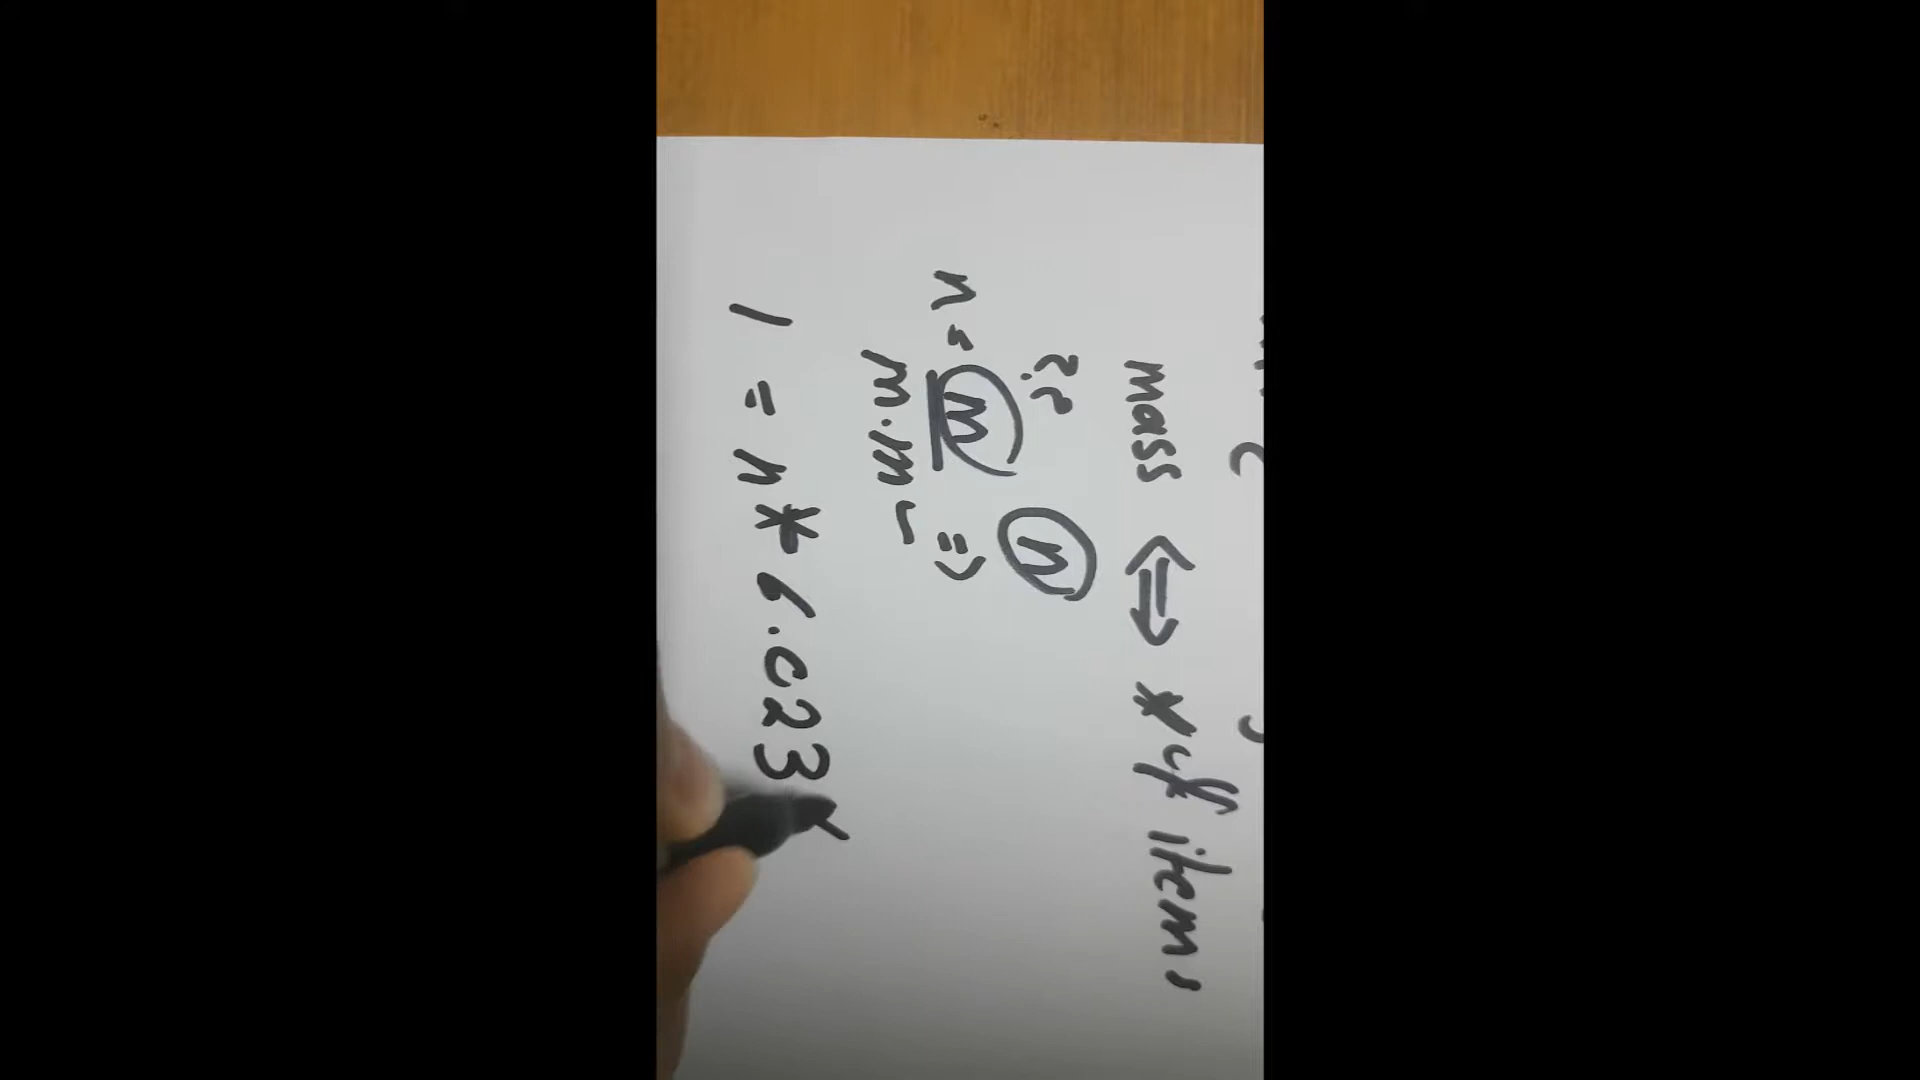 mass <=> * of items
n
n = m
m.m
=>
1 = n * 6.023